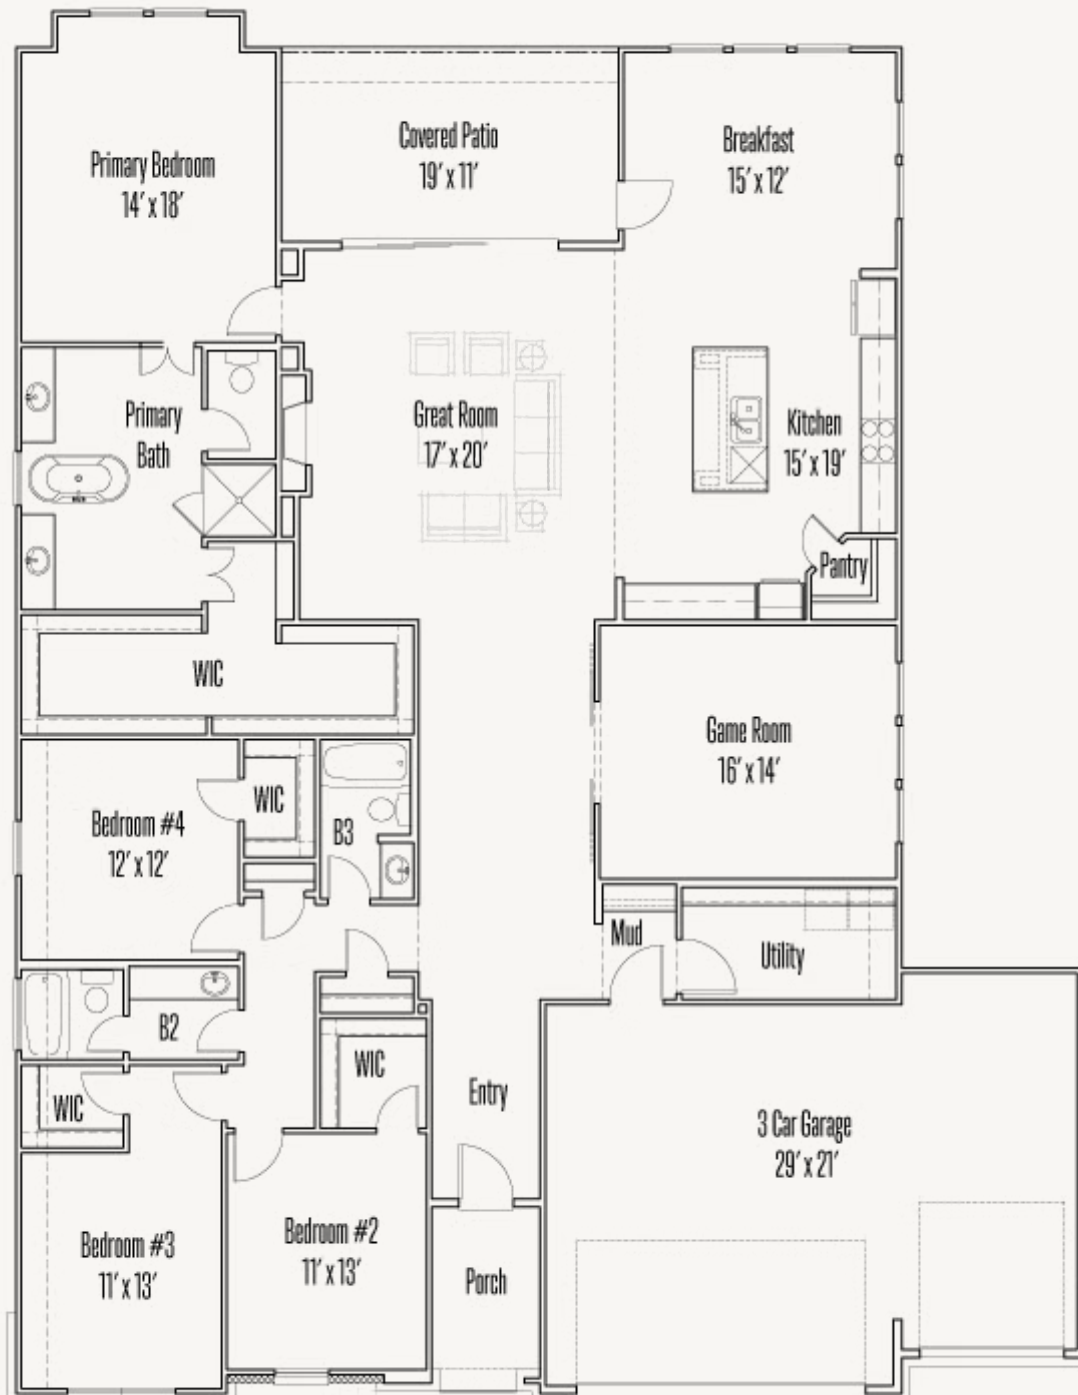 Primary Bedroom
14′ x 18′
Covered Patio
19′ x 11′
Breakfast
15′ x 12′
Primary
Bath
Great Room
17′ x 20′
Kitchen
15′ x 19′
Pantry
WIC
Game Room
16′ x 14′
Bedroom #4
12′ x 12′
WIC
B3
Mud
Utility
B2
WIC
WIC
Entry
3 Car Garage
29′ x 21′
Bedroom #3
11′ x 13′
Bedroom #2
11′ x 13′
Porch